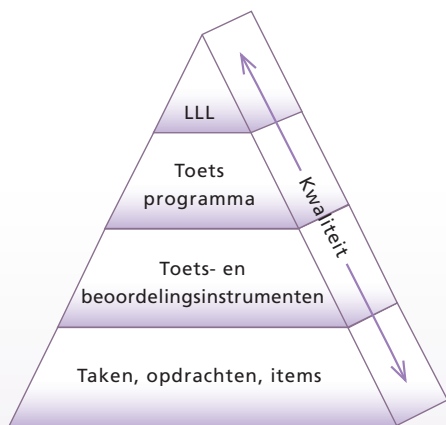 LLL
Toets
programma
Kwaliteit
Toets- en
beoordelingsinstrumenten
Taken, opdrachten, items